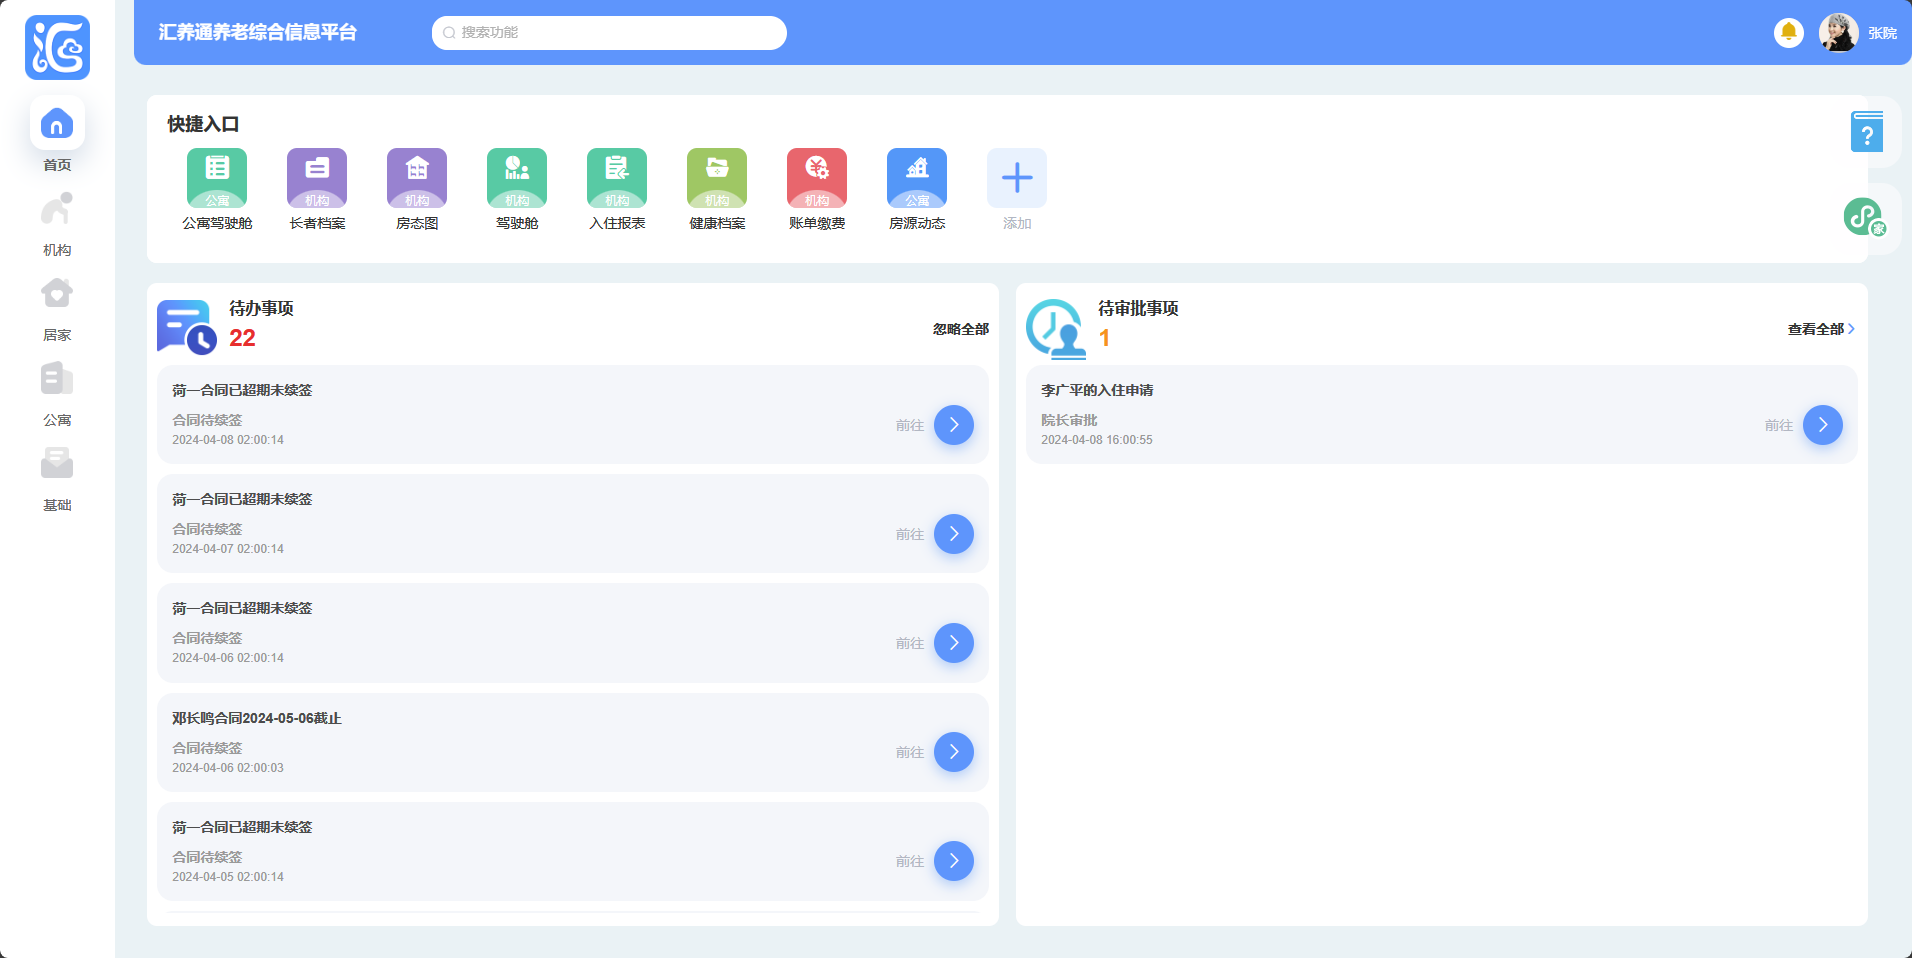 汇养通养老综合信息平台
搜索功能
张院
首页
机构
居家
公寓
基础
快捷入口
公寓
公寓驾驶舱
机构
长者档案
机构
房态图
机构
驾驶舱
机构
入住报表
机构
健康档案
机构
账单缴费
公寓
房源动态
添加
家
待办事项
22
忽略全部
菏一合同已超期未续签
合同待续签
2024-04-08 02:00:14
前往
菏一合同已超期未续签
合同待续签
2024-04-07 02:00:14
前往
菏一合同已超期未续签
合同待续签
2024-04-06 02:00:14
前往
邓长鸣合同2024-05-06截止
合同待续签
2024-04-06 02:00:03
前往
菏一合同已超期未续签
合同待续签
2024-04-05 02:00:14
前往
待审批事项
1
查看全部
李广平的入住申请
院长审批
2024-04-08 16:00:55
前往